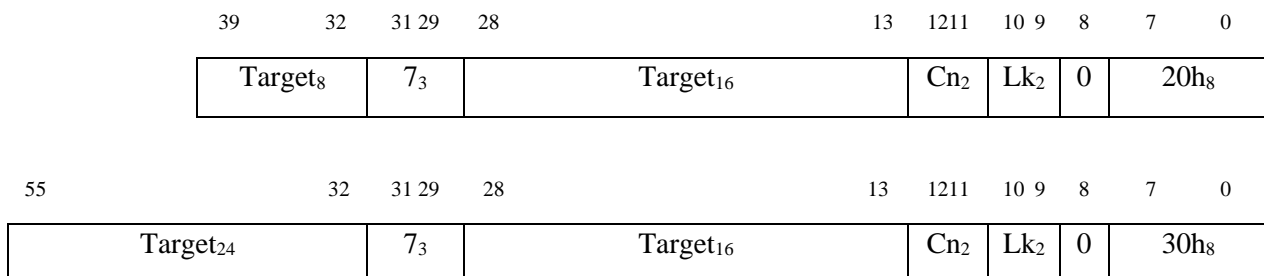 39 32 31 29 28 13 1211 10 9 8 7 0
Target₈ 7₃ Target₁₆ Cn₂ Lk₂ 0 20h₈
55 32 31 29 28 13 1211 10 9 8 7 0
Target₂₄ 7₃ Target₁₆ Cn₂ Lk₂ 0 30h₈